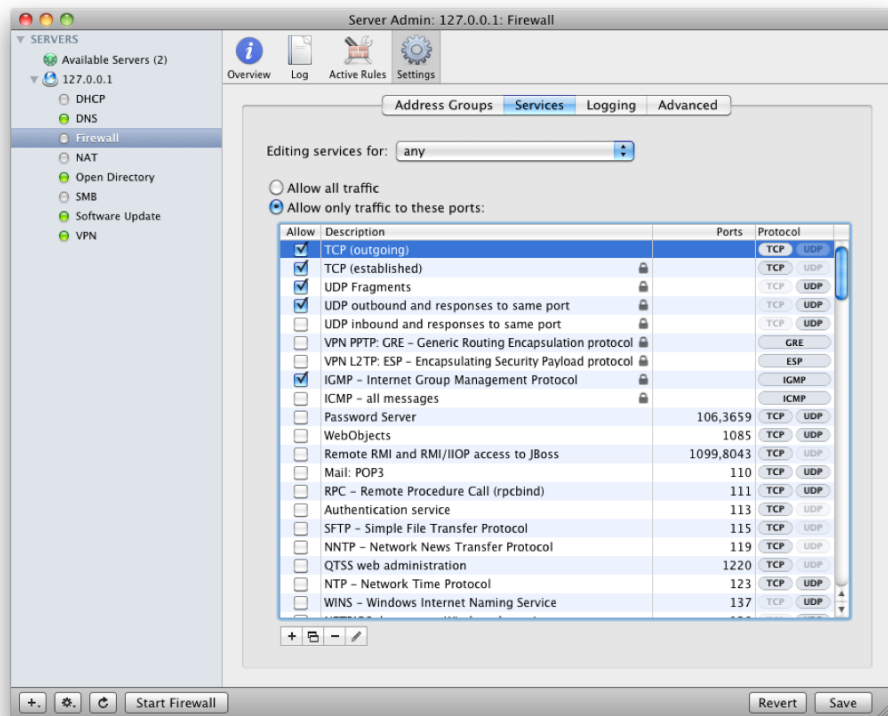 Server Admin: 127.0.0.1: Firewall
SERVERS
Available Servers (2)
127.0.0.1
DHCP
DNS
Firewall
NAT
Open Directory
SMB
Software Update
VPN
Overview Log Active Rules Settings
Address Groups Services Logging Advanced
Editing services for: any
Allow all traffic
Allow only traffic to these ports:
Allow Description Ports Protocol
TCP (outgoing) TCP UDP
TCP (established) TCP UDP
UDP Fragments TCP UDP
UDP outbound and responses to same port TCP UDP
UDP inbound and responses to same port TCP UDP
VPN PPTP: GRE – Generic Routing Encapsulation protocol GRE
VPN L2TP: ESP – Encapsulating Security Payload protocol ESP
IGMP – Internet Group Management Protocol IGMP
ICMP – all messages ICMP
Password Server 106,3659 TCP UDP
WebObjects 1085 TCP UDP
Remote RMI and RMI/IIOP access to JBoss 1099,8043 TCP UDP
Mail: POP3 110 TCP UDP
RPC – Remote Procedure Call (rpcbind) 111 TCP UDP
Authentication service 113 TCP UDP
SFTP – Simple File Transfer Protocol 115 TCP UDP
NNTP – Network News Transfer Protocol 119 TCP UDP
QTSS web administration 1220 TCP UDP
NTP – Network Time Protocol 123 TCP UDP
WINS – Windows Internet Naming Service 137 TCP UDP
Start Firewall Revert Save